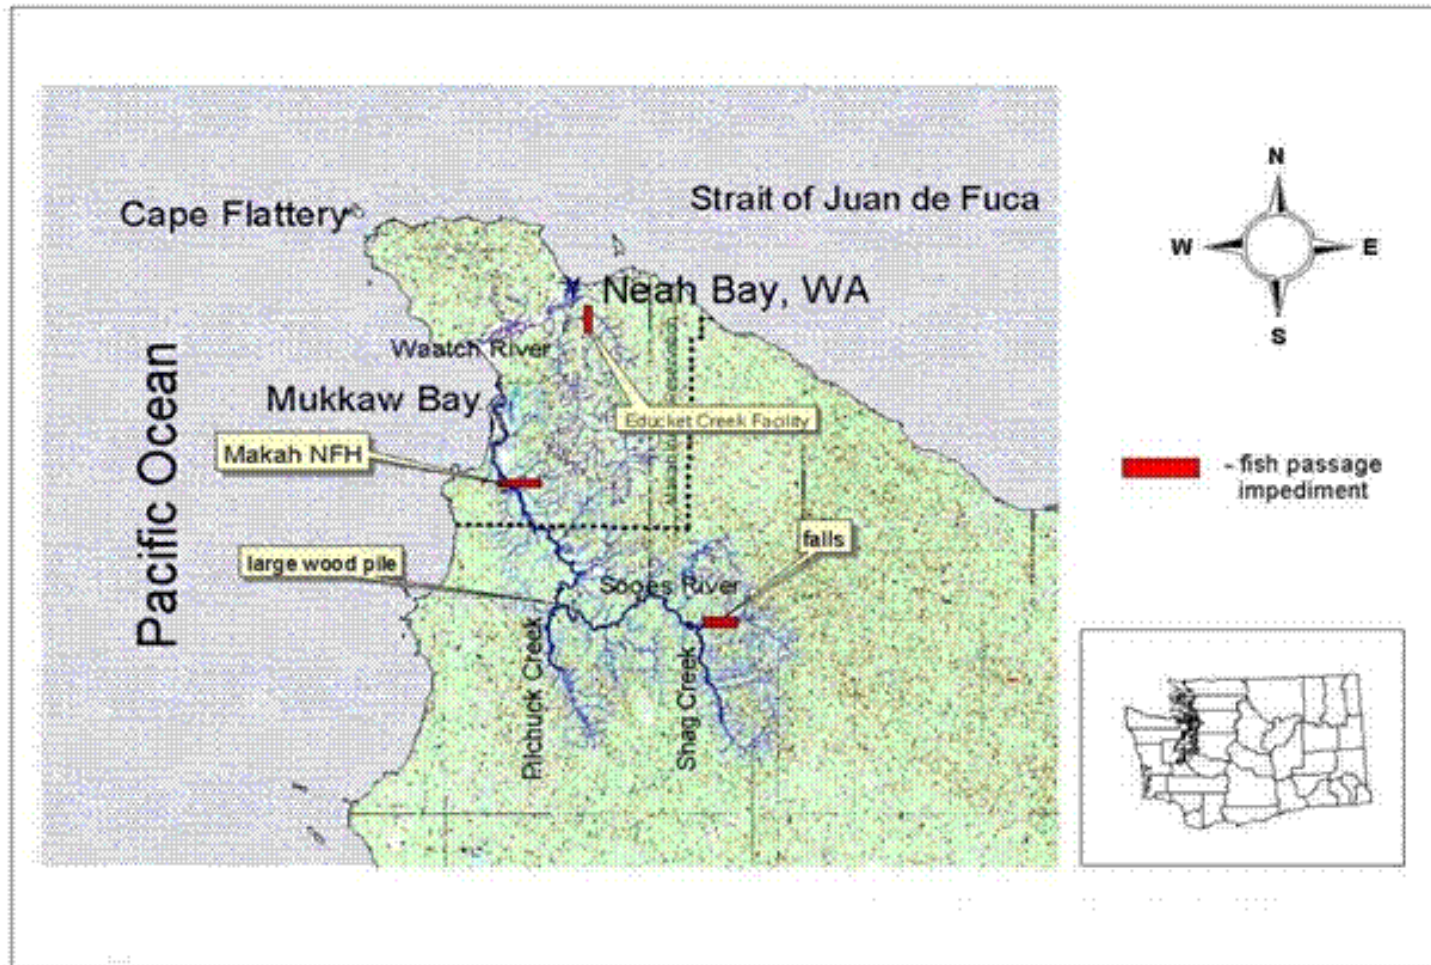 Cape Flattery
Strait of Juan de Fuca
Neah Bay, WA
Waatch River
Mukkaw Bay
Educket Creek Facility
Makah NFH
Pacific Ocean
large wood pile
falls
Sooes River
Pilchuck Creek
Snag Creek
N
W
E
S
- fish passage
impediment